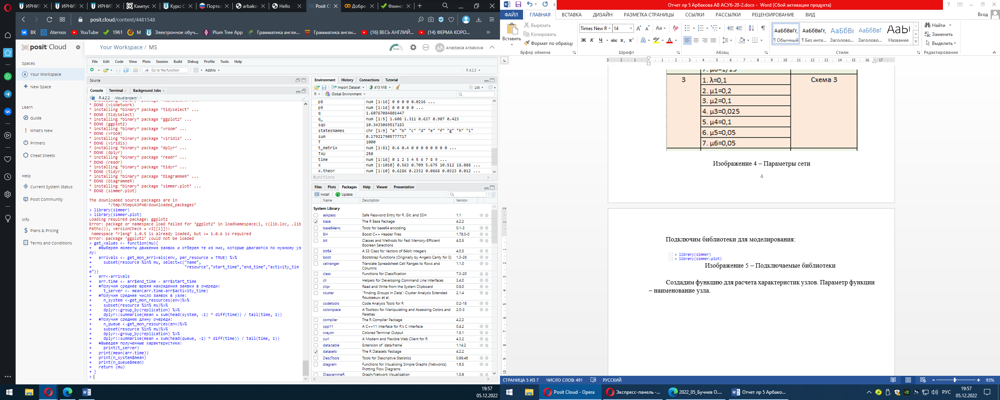 ИРНИТ
ИРНИТ
ИРНИТ
Кампус
Курс: С
Портал
arbakov
Hello
Posit Cl
Добро
Флинст
posit.cloud/content/4481548
ВК
Aternos
YouTube
1961
М
Электронное обуч...
Plum Tree App
Грамматика англи...
Грамматика англи...
(16) ВЕСЬ АНГЛИЙ...
(14) ФЕРМА КОРО...
posit Cloud
Spaces
Your Workspace
New Space
Learn
Guide
What's New
Primers
Cheat Sheets
Help
Current System Status
Posit Community
Info
Plans & Pricing
Terms and Conditions
Your Workspace / MS
RAM
AA Anastasia Arbakova
File Edit Code View Plots Session Build Debug Profile Tools Help
Go to file/function Addins
R 4.2.2
Source
Console Terminal Background Jobs
R 4.2.2 · /cloud/project/
* DONE (visNetwork)
* installing *binary* package ‘tidyselect’ ...
* DONE (tidyselect)
* installing *binary* package ‘ggplot2’ ...
* DONE (ggplot2)
* installing *binary* package ‘vroom’ ...
* DONE (vroom)
* installing *binary* package ‘viridis’ ...
* DONE (viridis)
* installing *binary* package ‘dplyr’ ...
* DONE (dplyr)
* installing *binary* package ‘readr’ ...
* DONE (readr)
* installing *binary* package ‘tidyr’ ...
* DONE (tidyr)
* installing *binary* package ‘DiagrammeR’ ...
* DONE (DiagrammeR)
* installing *binary* package ‘simmer.plot’ ...
* DONE (simmer.plot)
The downloaded source packages are in
‘/tmp/RtmpU43P40/downloaded_packages’
> library(simmer)
> library(simmer.plot)
Loading required package: ggplot2
Error: package or namespace load failed for ‘ggplot2’ in loadNamespace(i, c(lib.loc, .lib
Paths()), versionCheck = vI[[i]]):
namespace ‘rlang’ 1.0.5 is already loaded, but >= 1.0.6 is required
Error: package ‘ggplot2’ could not be loaded
> get_values <- function(mu){
+ #Выберем моменты движения заявок и отберем те из них, которые двигаются по нужному уз
лу:
+ arrivals <- get_mon_arrivals(env, per_resource = TRUE) %>%
+ subset(resource %in% mu, select=c("name",
+ "resource","start_time","end_time","activity_tim
e"))
+ arr<-arrivals
+ arr.time <- arr$end_time - arr$start_time
+ #Получим среднее время нахождения заявки в очереди:
+ t_server <- mean(arr.time-arr$activity_time)
+ #Получим среднее число заявок в узле:
+ n_system <-get_mon_resources(env)%>%
+ subset(resource %in% mu)%>%
+ dplyr::group_by(replication) %>%
+ dplyr::summarise(mean = sum(head(system, -1) * diff(time)) / tail(time, 1))
+ #Получим среднюю длину очереди:
+ n_queue <-get_mon_resources(env)%>%
+ subset(resource %in% mu)%>%
+ dplyr::group_by(replication) %>%
+ dplyr::summarise(mean = sum(head(queue, -1) * diff(time)) / tail(time, 1))
+ #Выведем полученные характеристики:
+ print(t_server)
+ print(mean(arr.time))
+ print(n_system$mean)
+ print(n_queue$mean)
+ return (mu)
+ }
>
Environment History Connections Tutorial
Import Dataset 413 MiB List
R Global Environment
p8 num [1:16] 0 0 0 0 0.0216 ...
p9 num [1:16] 0 0 0 0 0 ...
q 1.60767084801447
q_ num [1:5] 1.608 1.311 0.637 0.907 0.423
sqo 10.3433069517183
statesNames chr [1:9] "a" "b" "c" "d" "e" "f" "g" "h" "i"
sum 0.179217905777717
T 1000
t_matrix num [1:81] 0.6 0.4 0 0 0 0 0 0 0 0 ...
TAU 250
time num [1:16] 0 1 2 3 4 5 6 7 8 9 ...
x num [1:1010] 0.563 0.709 5.675 10.512 18.088 ...
x.theor num [1:10] 0.6286 0.2332 0.0868 0.0323 0.012 ...
Functions
Files Plots Packages Help Viewer Presentation
Install Update
Name Description Version
System Library
askpass Safe Password Entry for R, Git, and SSH 1.1
base The R Base Package 4.2.2
base64enc Tools for base64 encoding 0.1-3
BH Boost C++ Header Files 1.78.0-0
bit Classes and Methods for Fast Memory-Efficient 4.0.5
Boolean Selections
bit64 A S3 Class for Vectors of 64bit Integers 4.0.5
boot Bootstrap Functions (Originally by Angelo Canty for S) 1.3-28
cellranger Translate Spreadsheet Cell Ranges to Rows and 1.1.0
Columns
class Functions for Classification 7.3-20
cli Helpers for Developing Command Line Interfaces 3.4.0
clipr Read and Write from the System Clipboard 0.8.0
cluster "Finding Groups in Data": Cluster Analysis Extended 2.1.4
Rousseeuw et al.
codetools Code Analysis Tools for R 0.2-18
colorspace A Toolbox for Manipulating and Assessing Colors and 2.0-3
Palettes
compiler The R Compiler Package 4.2.2
cpp11 A C++11 Interface for R's C Interface 0.4.2
crayon Colored Terminal Output 1.5.1
curl A Modern and Flexible Web Client for R 4.3.2
data.table Extension of `data.frame` 1.14.2
datasets The R Datasets Package 4.2.2
DescTools Tools for Descriptive Statistics 0.99.46
diagram Functions for Visualising Simple Graphs (Networks), 1.6.5
Plotting Flow Diagrams
DiagrammeR Graph/Network Visualization 1.0.9
19:57
05.12.2022
Отчет лр 5 Арбакова АВ АСУб-20-2.docx - Word (Сбой активации продукта)
ФАЙЛ ГЛАВНАЯ ВСТАВКА ДИЗАЙН РАЗМЕТКА СТРАНИЦЫ ССЫЛКИ РАССЫЛКИ РЕЦЕНЗИРОВАНИЕ ВИД Вход
Вставить
Вырезать
Копировать
Формат по образцу
Буфер обмена
Times New R 14
Ж К Ч abc x₂ x²
Шрифт
Абзац
АаБбВвГг, АаБбВвГг, АаБбВв АаБбВвГ АаЬ
¶ Обычный ¶ Без инте... Заголово... Заголово... Название
Стили
Найти
Заменить
Выделить
Редактирование
3 2 1 1 2 3 4 5 6 7 8 9 10 11 12 13 14 15 16 17
7. μ6=1/15
3 1. λ=0,1 Схема 3
2. μ1=0,2
3. μ2=0,1
4. μ3=0,025
5. μ4=0,1
6. μ5=0,05
7. μ6=0,05
Изображение 4 – Параметры сети
4
Подключим библиотеки для моделирования:
> library(simmer)
> library(simmer.plot)
Изображение 5 – Подключаемые библиотеки
Создадим функцию для расчета характеристик узлов. Параметр функции
– наименование узла.
СТРАНИЦА 5 ИЗ 7 ЧИСЛО СЛОВ: 491 РУССКИЙ 93%
Posit Cloud - Opera
Экспресс-панель -...
2022_05_Бучнев О....
Отчет лр 5 Арбако...
РУС
19:57
05.12.2022